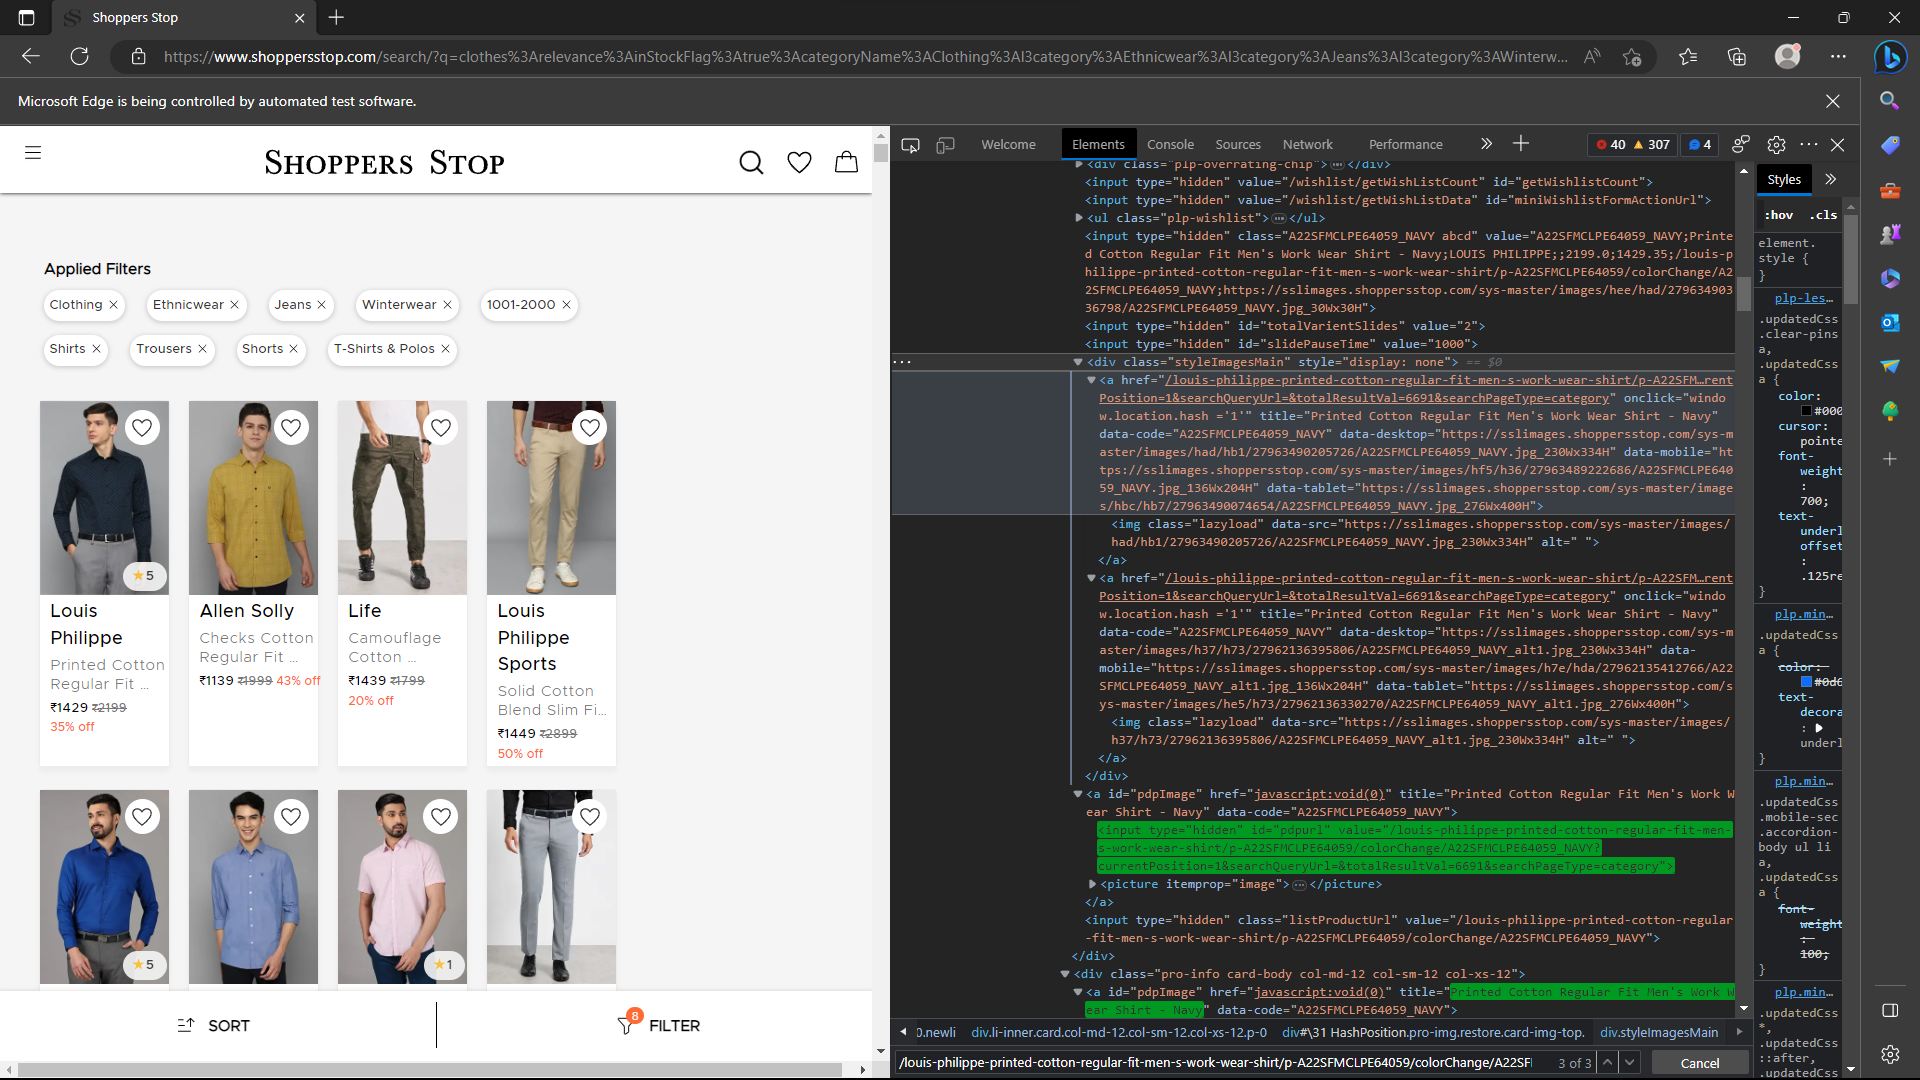 Shoppers Stop
https://www.shoppersstop.com/search/?q=clothes%3Arelevance%3AinStockFlag%3Atrue%3AcategoryName%3AClothing%3Al3category%3AEthnicwear%3Al3category%3AJeans%3Al3category%3AWinterw...
Microsoft Edge is being controlled by automated test software.
SHOPPERS STOP
Applied Filters
Clothing
Ethnicwear
Jeans
Winterwear
1001-2000
Shirts
Trousers
Shorts
T-Shirts & Polos
5
Louis Philippe
Printed Cotton Regular Fit ...
₹1429 ₹2199
35% off
Allen Solly
Checks Cotton Regular Fit ...
₹1139 ₹1999 43% off
Life
Camouflage Cotton ...
₹1439 ₹1799
20% off
Louis Philippe Sports
Solid Cotton Blend Slim Fi...
₹1449 ₹2899
50% off
5
1
SORT
8
FILTER
Welcome Elements Console Sources Network Performance
40 307 4
<div class="plp-overrating-chip">…</div>
<input type="hidden" value="/wishlist/getWishListCount" id="getWishlistCount">
<input type="hidden" value="/wishlist/getWishListData" id="miniWishlistFormActionUrl">
<ul class="plp-wishlist">…</ul>
<input type="hidden" class="A22SFMCLPE64059_NAVY abcd" value="A22SFMCLPE64059_NAVY;Printe
d Cotton Regular Fit Men's Work Wear Shirt - Navy;LOUIS PHILIPPE;;2199.0;1429.35;/louis-p
hilippe-printed-cotton-regular-fit-men-s-work-wear-shirt/p-A22SFMCLPE64059/colorChange/A2
2SFMCLPE64059_NAVY;https://sslimages.shoppersstop.com/sys-master/images/hee/had/279634903
36798/A22SFMCLPE64059_NAVY.jpg_30Wx30H">
<input type="hidden" id="totalVarientSlides" value="2">
<input type="hidden" id="slidePauseTime" value="1000">
<div class="styleImagesMain" style="display: none"> == $0
<a href="/louis-philippe-printed-cotton-regular-fit-men-s-work-wear-shirt/p-A22SFM…rent
Position=1&searchQueryUrl=&totalResultVal=6691&searchPageType=category" onclick="windo
w.location.hash ='1'" title="Printed Cotton Regular Fit Men's Work Wear Shirt - Navy"
data-code="A22SFMCLPE64059_NAVY" data-desktop="https://sslimages.shoppersstop.com/sys-m
aster/images/had/hb1/27963490205726/A22SFMCLPE64059_NAVY.jpg_230Wx334H" data-mobile="ht
tps://sslimages.shoppersstop.com/sys-master/images/hf5/h36/27963489222686/A22SFMCLPE640
59_NAVY.jpg_136Wx204H" data-tablet="https://sslimages.shoppersstop.com/sys-master/image
s/hbc/hb7/27963490074654/A22SFMCLPE64059_NAVY.jpg_276Wx400H">
<img class="lazyload" data-src="https://sslimages.shoppersstop.com/sys-master/images/
had/hb1/27963490205726/A22SFMCLPE64059_NAVY.jpg_230Wx334H" alt=" ">
</a>
<a href="/louis-philippe-printed-cotton-regular-fit-men-s-work-wear-shirt/p-A22SFM…rent
Position=1&searchQueryUrl=&totalResultVal=6691&searchPageType=category" onclick="windo
w.location.hash ='1'" title="Printed Cotton Regular Fit Men's Work Wear Shirt - Navy"
data-code="A22SFMCLPE64059_NAVY" data-desktop="https://sslimages.shoppersstop.com/sys-m
aster/images/h37/h73/27962136395806/A22SFMCLPE64059_NAVY_alt1.jpg_230Wx334H" data-
mobile="https://sslimages.shoppersstop.com/sys-master/images/h7e/hda/27962135412766/A22
SFMCLPE64059_NAVY_alt1.jpg_136Wx204H" data-tablet="https://sslimages.shoppersstop.com/s
ys-master/images/he5/h73/27962136330270/A22SFMCLPE64059_NAVY_alt1.jpg_276Wx400H">
<img class="lazyload" data-src="https://sslimages.shoppersstop.com/sys-master/images/
h37/h73/27962136395806/A22SFMCLPE64059_NAVY_alt1.jpg_230Wx334H" alt=" ">
</a>
</div>
<a id="pdpImage" href="javascript:void(0)" title="Printed Cotton Regular Fit Men's Work W
ear Shirt - Navy" data-code="A22SFMCLPE64059_NAVY">
<input type="hidden" id="pdpurl" value="/louis-philippe-printed-cotton-regular-fit-men-
s-work-wear-shirt/p-A22SFMCLPE64059/colorChange/A22SFMCLPE64059_NAVY?
currentPosition=1&searchQueryUrl=&totalResultVal=6691&searchPageType=category">
<picture itemprop="image">…</picture>
</a>
<input type="hidden" class="listProductUrl" value="/louis-philippe-printed-cotton-regular
-fit-men-s-work-wear-shirt/p-A22SFMCLPE64059/colorChange/A22SFMCLPE64059_NAVY">
</div>
<div class="pro-info card-body col-md-12 col-sm-12 col-xs-12">
<a id="pdpImage" href="javascript:void(0)" title="Printed Cotton Regular Fit Men's Work W
ear Shirt - Navy" data-code="A22SFMCLPE64059_NAVY">
0.newli div.li-inner.card.col-md-12.col-sm-12.col-xs-12.p-0 div#\31 HashPosition.pro-img.restore.card-img-top. div.styleImagesMain
/louis-philippe-printed-cotton-regular-fit-men-s-work-wear-shirt/p-A22SFMCLPE64059/colorChange/A22SF 3 of 3 Cancel
Styles
:hov .cls
element.
style {
}
plp-les…
.updatedCss
.clear-pins
a,
.updatedCss
a {
color:
#000
cursor:
pointe
font-
weight
:
700;
text-
underl
offset
:
.125re
}
plp.min…
.updatedCss
a {
color:
#0d6
text-
decora
:
underl
}
plp.min…
.updatedCss
.mobile-sec
.accordion-
body ul li
a,
.updatedCss
a {
font-
weight
:
100;
}
plp.min…
.updatedCss
*,
.updatedCss
::after,
.updatedCss